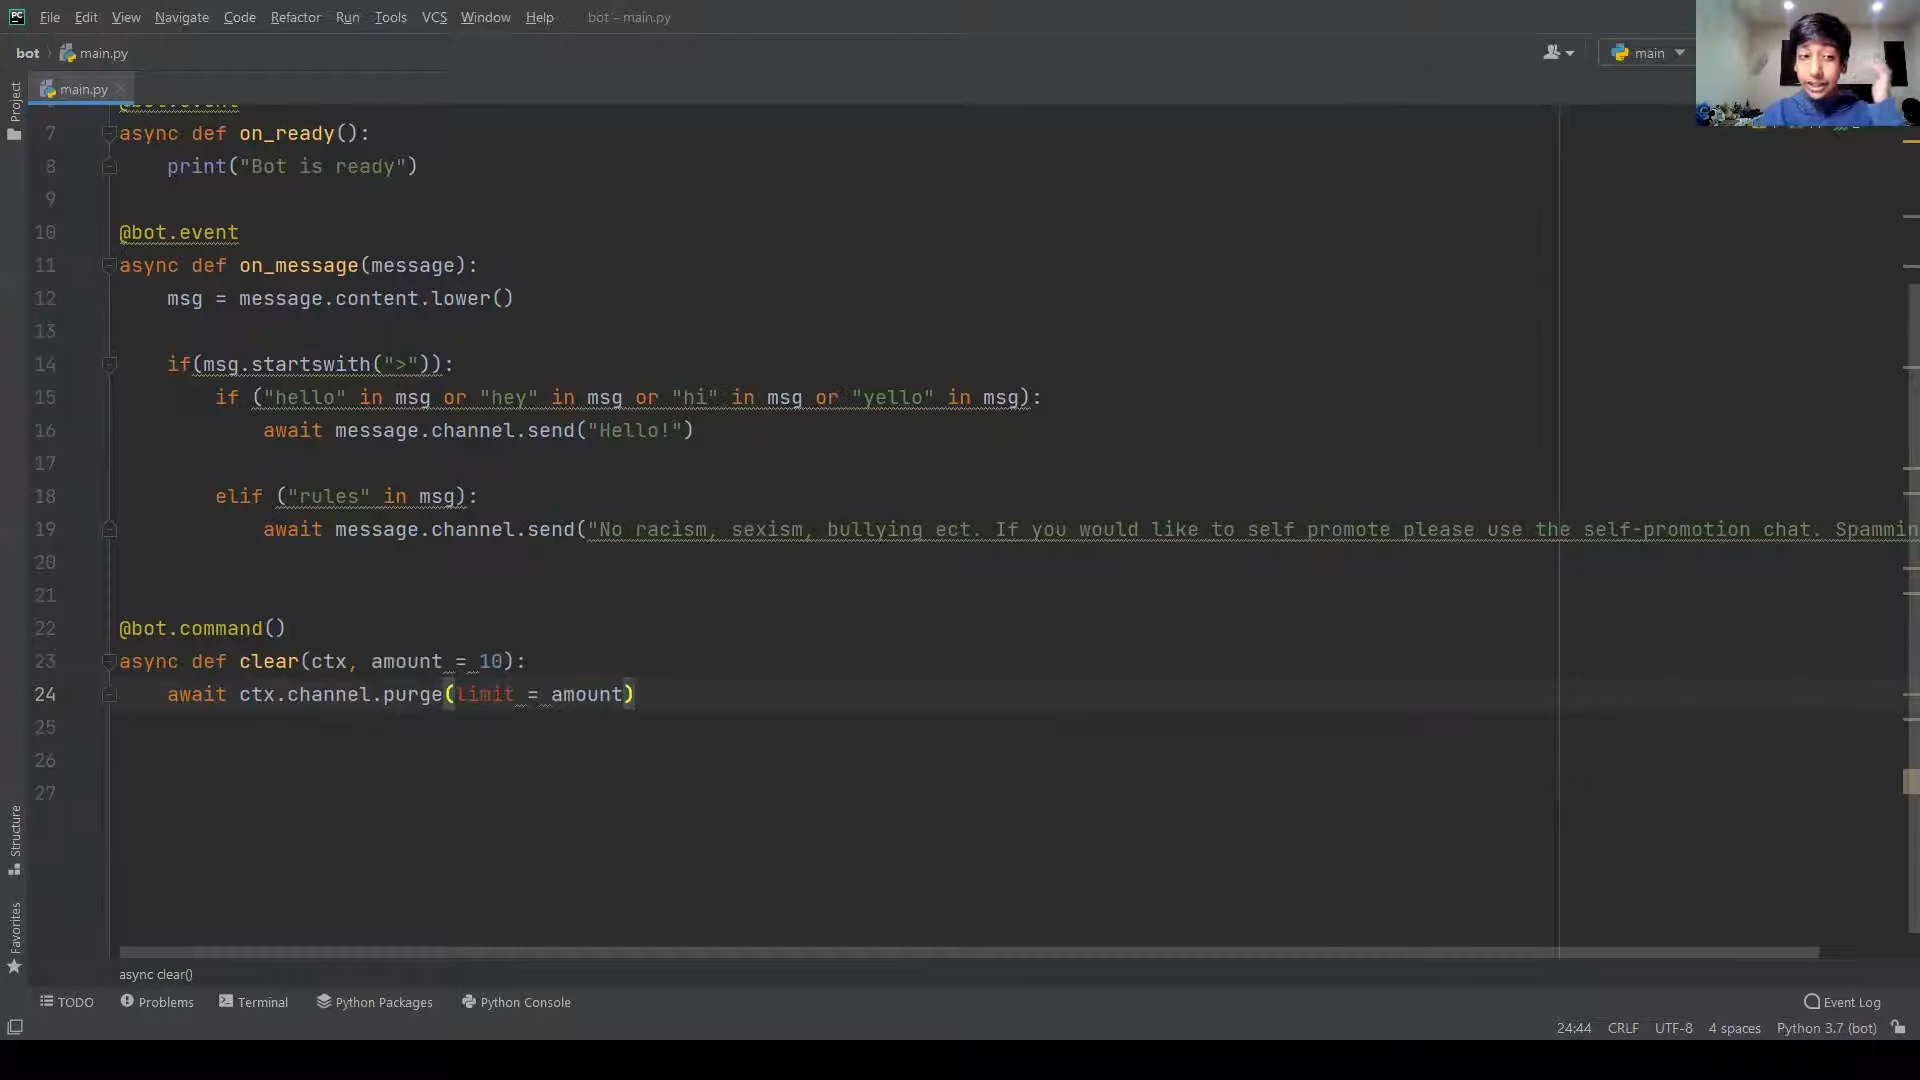 File Edit View Navigate Code Refactor Run Tools VCS Window Help bot – main.py
bot main.py main
main.py
Project
@bot.event
7 async def on_ready():
8 print("Bot is ready")
9
10 @bot.event
11 async def on_message(message):
12 msg = message.content.lower()
13
14 if(msg.startswith(">")):
15 if ("hello" in msg or "hey" in msg or "hi" in msg or "yello" in msg):
16 await message.channel.send("Hello!")
17
18 elif ("rules" in msg):
19 await message.channel.send("No racism, sexism, bullying ect. If you would like to self promote please use the self-promotion chat. Spammin
20
21
22 @bot.command()
23 async def clear(ctx, amount = 10):
24 await ctx.channel.purge(limit = amount)
25
26
27
Structure
Favorites
async clear()
TODO Problems Terminal Python Packages Python Console Event Log
24:44 CRLF UTF-8 4 spaces Python 3.7 (bot)